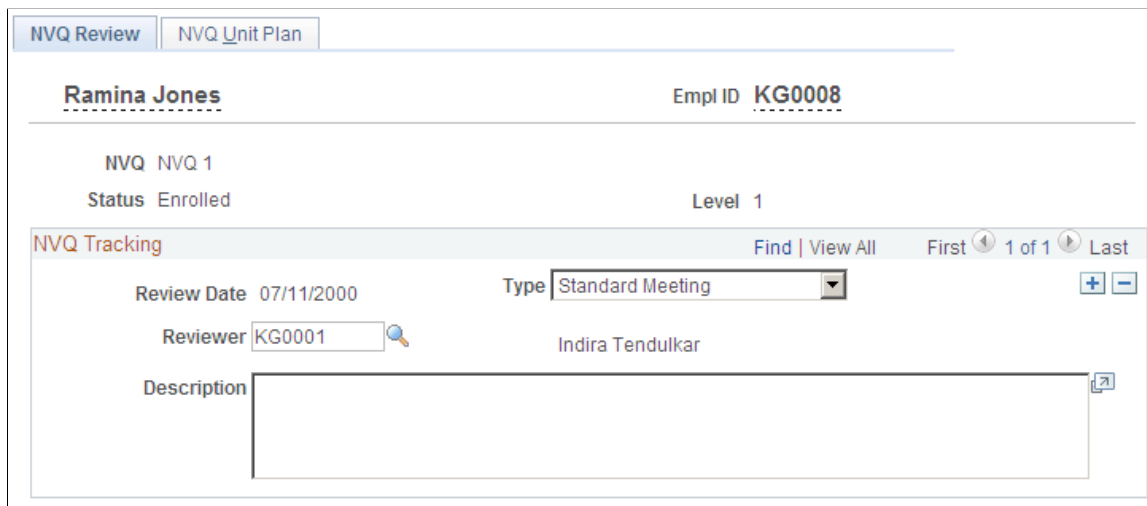 NVQ Review NVQ Unit Plan
Ramina Jones Empl ID KG0008
NVQ NVQ 1
Status Enrolled Level 1
NVQ Tracking Find | View All First 1 of 1 Last
Review Date 07/11/2000 Type Standard Meeting
Reviewer KG0001 Indira Tendulkar
Description